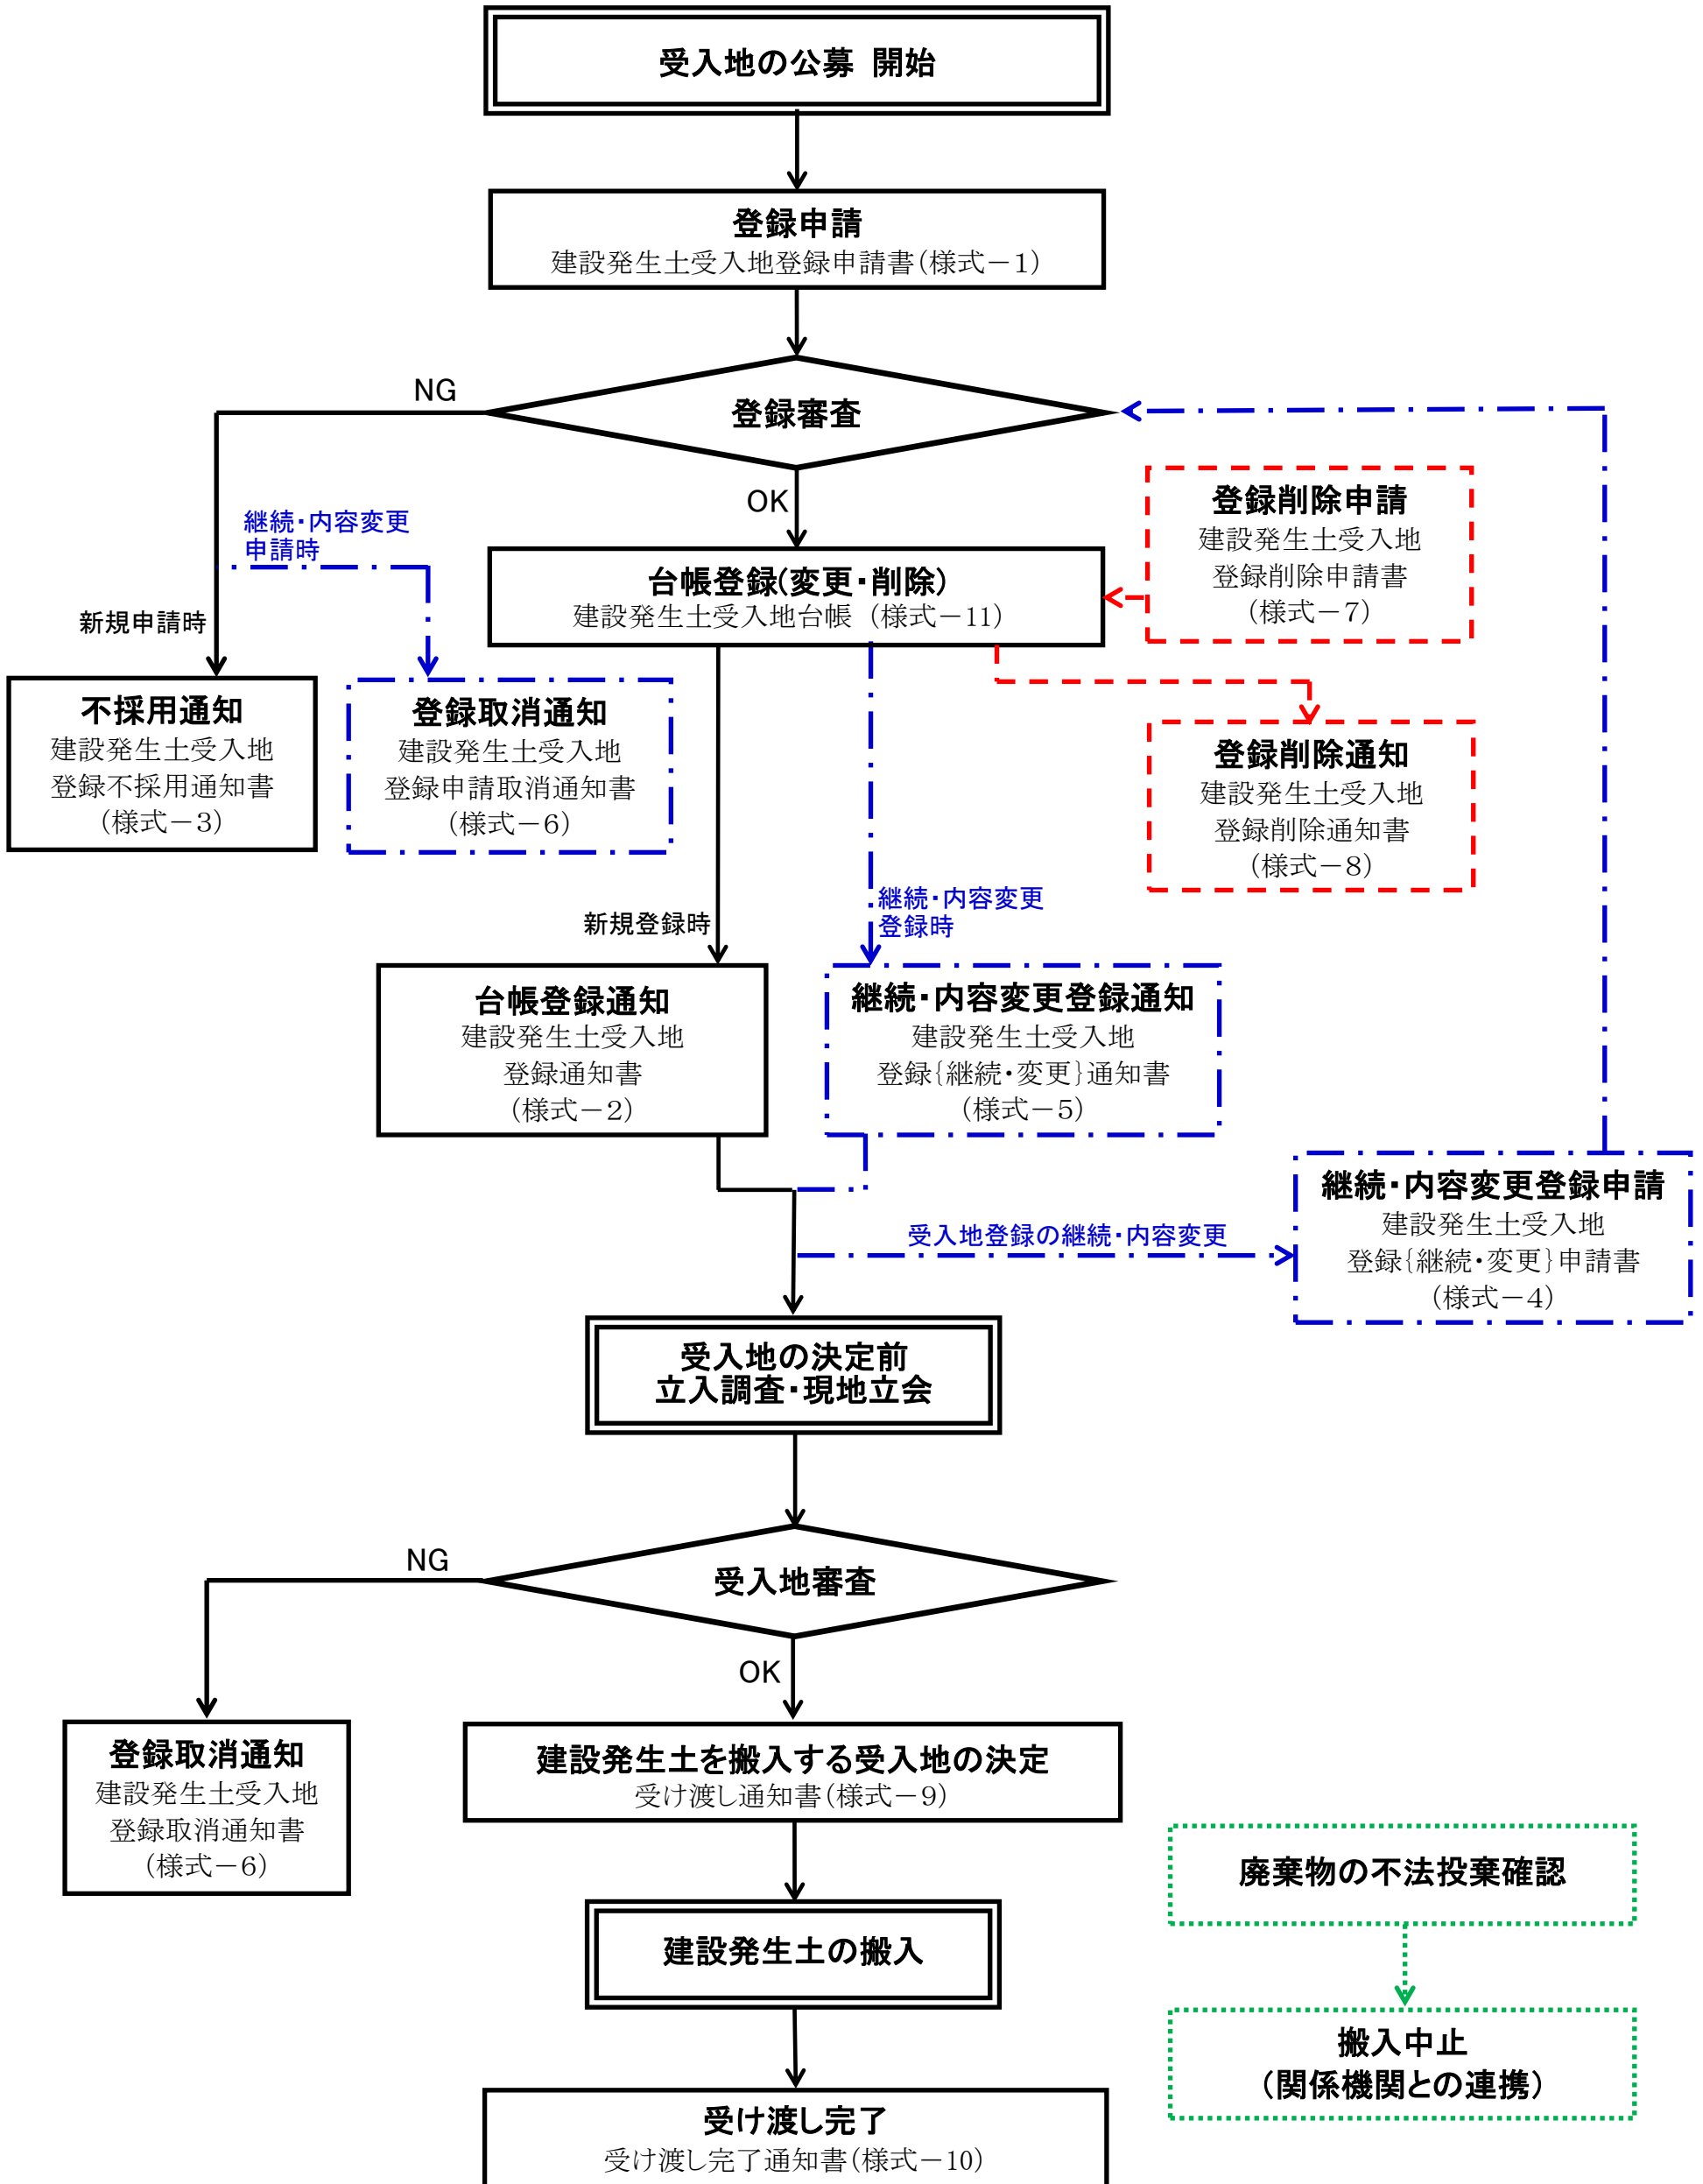 受入地の公募 開始
登録申請
建設発生土受入地登録申請書(様式－1)
NG
登録審査
OK
継続・内容変更
申請時
新規申請時
登録削除申請
建設発生土受入地
登録削除申請書
(様式－7)
台帳登録(変更・削除)
建設発生土受入地台帳 (様式－11)
不採用通知
建設発生土受入地
登録不採用通知書
(様式－3)
登録取消通知
建設発生土受入地
登録申請取消通知書
(様式－6)
登録削除通知
建設発生土受入地
登録削除通知書
(様式－8)
新規登録時
継続・内容変更
登録時
台帳登録通知
建設発生土受入地
登録通知書
(様式－2)
継続・内容変更登録通知
建設発生土受入地
登録{継続・変更}通知書
(様式－5)
受入地登録の継続・内容変更
継続・内容変更登録申請
建設発生土受入地
登録{継続・変更}申請書
(様式－4)
受入地の決定前
立入調査・現地立会
NG
受入地審査
OK
登録取消通知
建設発生土受入地
登録取消通知書
(様式－6)
建設発生土を搬入する受入地の決定
受け渡し通知書(様式－9)
建設発生土の搬入
廃棄物の不法投棄確認
搬入中止
(関係機関との連携)
受け渡し完了
受け渡し完了通知書(様式－10)